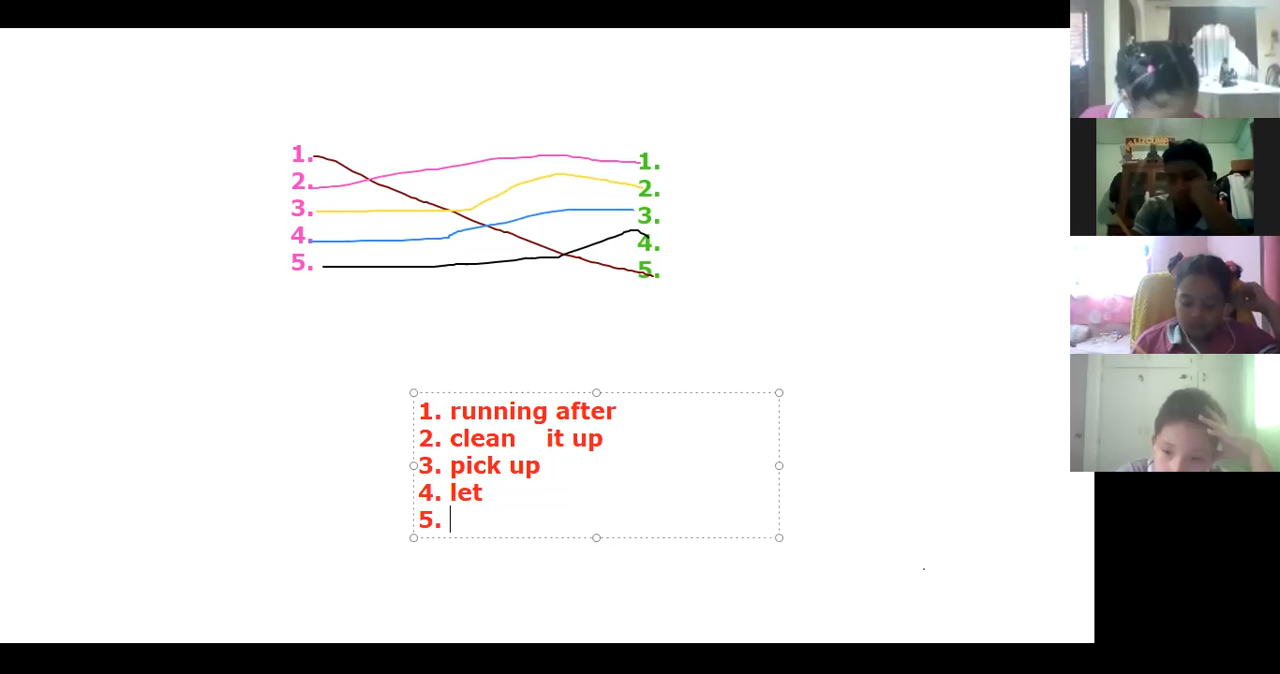 1.
2.
3.
4.
5.
1.
2.
3.
4.
5.
1. running after
2. clean    it up
3. pick up
4. let
5.